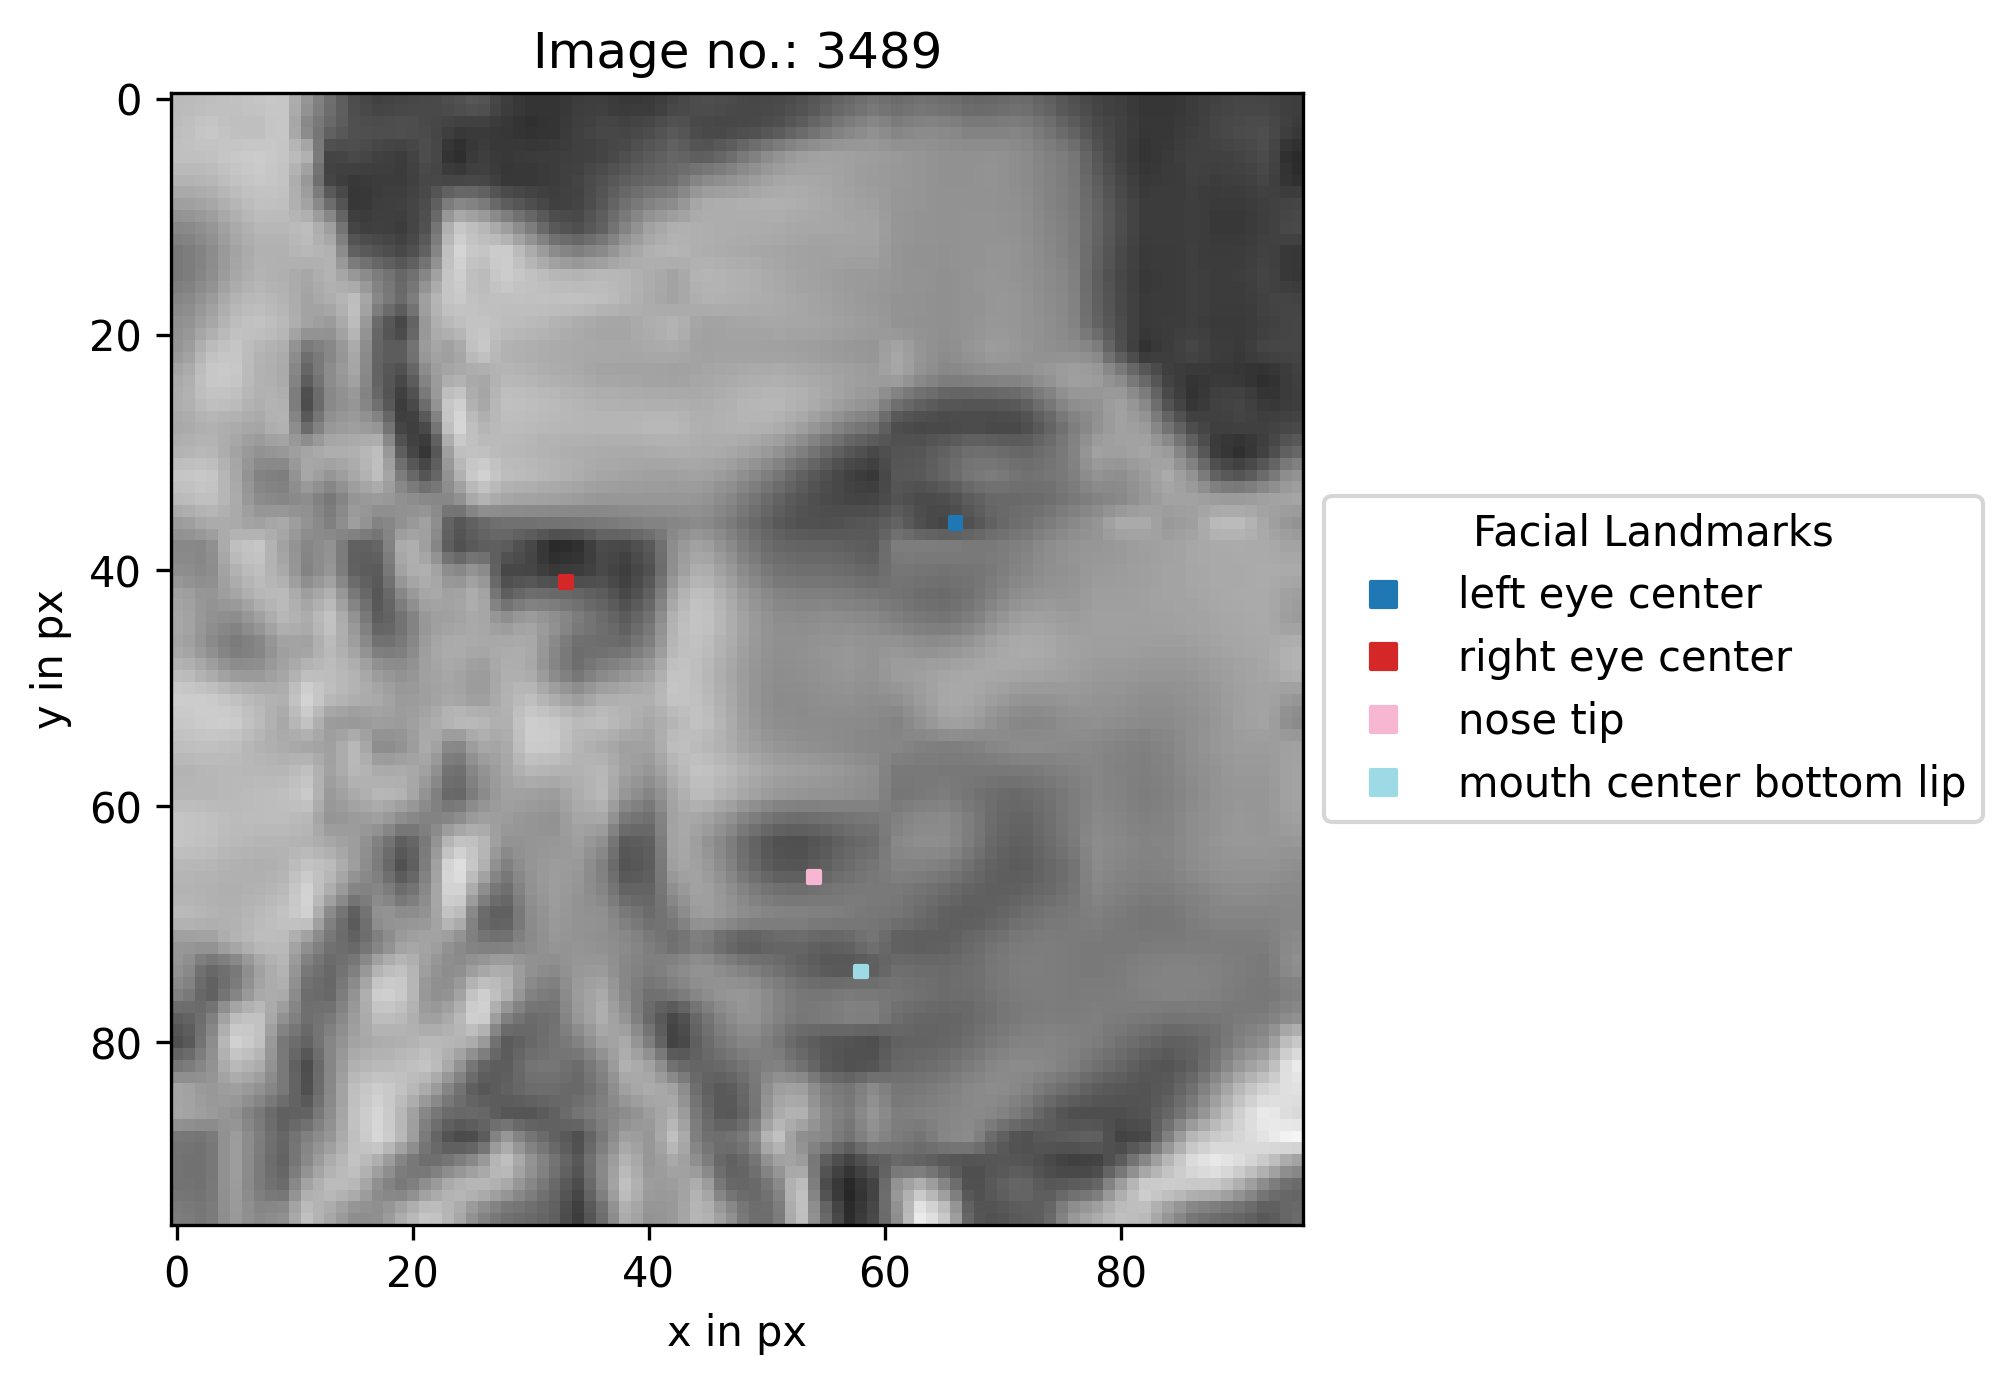 Image no.: 3489
0
20
40
60
80
y in px
0 20 40 60 80
x in px
Facial Landmarks
left eye center
right eye center
nose tip
mouth center bottom lip